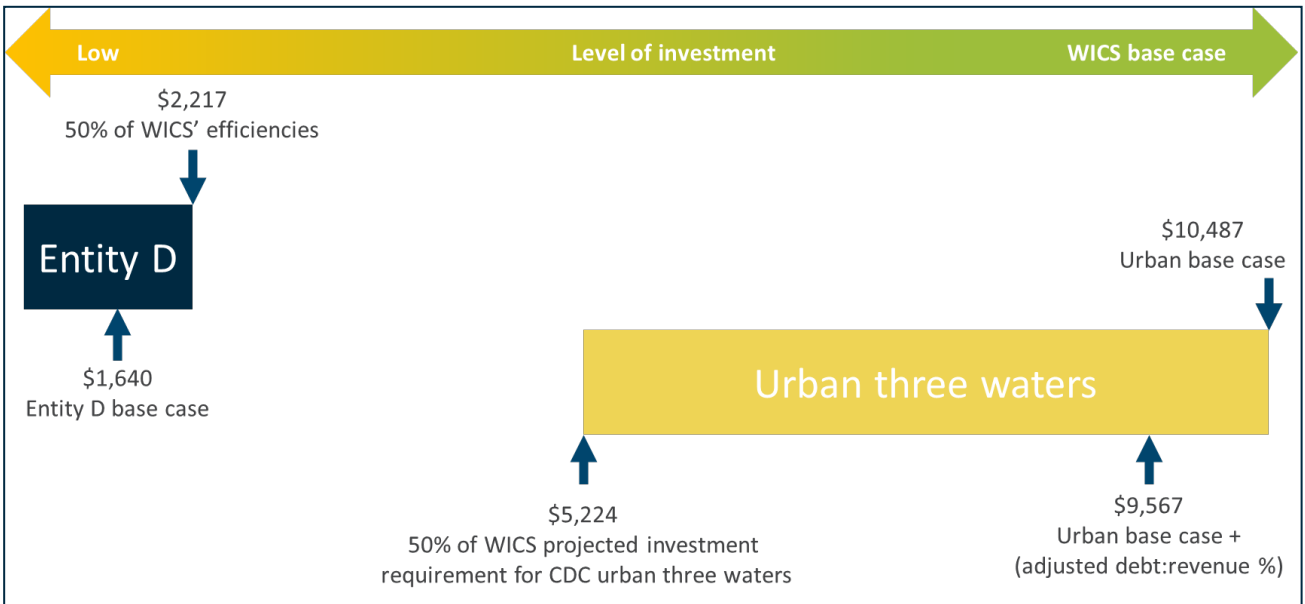 Low
Level of investment
WICS base case
$2,217
50% of WICS’ efficiencies
Entity D
$1,640
Entity D base case
$10,487
Urban base case
Urban three waters
$5,224
50% of WICS projected investment
requirement for CDC urban three waters
$9,567
Urban base case +
(adjusted debt:revenue %)